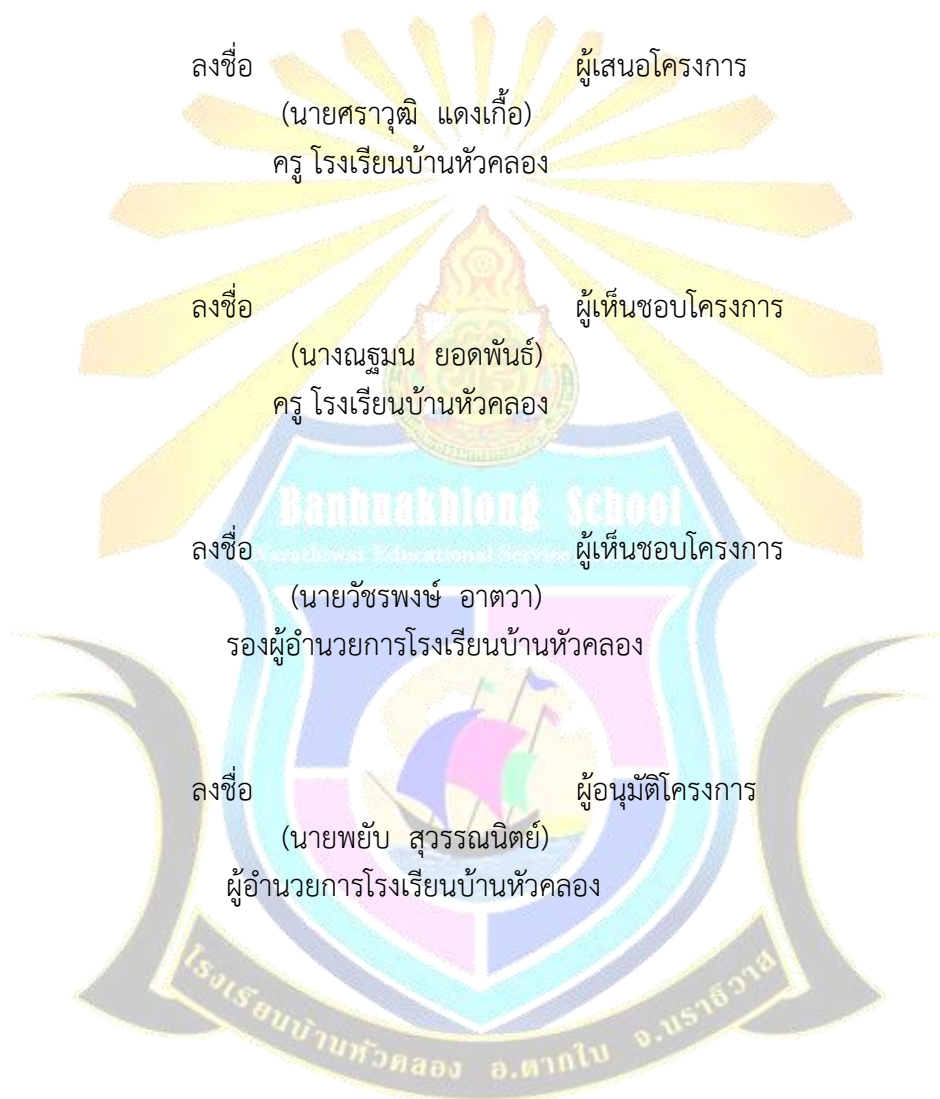 ลงชื่อ ผู้เสนอโครงการ
(นายศราวุฒิ แดงเกื้อ)
ครู โรงเรียนบ้านหัวคลอง
ลงชื่อ ผู้เห็นชอบโครงการ
(นางณฐมน ยอดพันธ์)
ครู โรงเรียนบ้านหัวคลอง
Banhuakhlong School
Narathiwat Educational Service
ลงชื่อ ผู้เห็นชอบโครงการ
(นายวัชรพงษ์ อาตวา)
รองผู้อำนวยการโรงเรียนบ้านหัวคลอง
ลงชื่อ ผู้อนุมัติโครงการ
(นายพยับ สุวรรณนิตย์)
ผู้อำนวยการโรงเรียนบ้านหัวคลอง
โรงเรียนบ้านหัวคลอง อ.ตากใบ จ.นราธิวาส